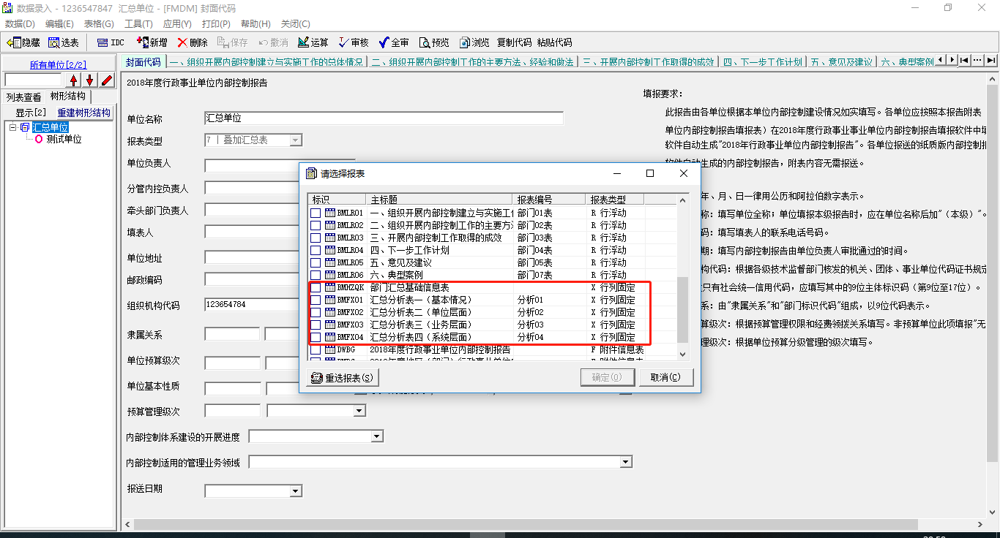 数据录入 - 1236547847 汇总单位 - [FMDM] 封面代码
数据(D) 编辑(E) 表格(G) 工具(T) 应用(Y) 打印(P) 帮助(H) 关闭(C)
隐藏 选表 IDC 新增 删除 保存 撤消 运算 审核 全审 预览 浏览 复制代码 粘贴代码
所有单位[2/2]
封面代码 一、组织开展内部控制建立与实施工作的总体情况 二、组织开展内部控制工作的主要方法、经验和做法 三、开展内部控制工作取得的成效 四、下一步工作计划 五、意见及建议 六、典型案例
列表查看 树形结构
显示[2] 重建树形结构
汇总单位
测试单位
2018年度行政事业单位内部控制报告
单位名称 汇总单位
报表类型 7 | 叠加汇总表
单位负责人
分管内控负责人
牵头部门负责人
填表人
单位地址
邮政编码
组织机构代码 123654784
隶属关系
单位预算级次
单位基本性质
预算管理级次
内部控制体系建设的开展进度
内部控制适用的管理业务领域
报送日期
填报要求：
此报告由各单位根据本单位内部控制建设情况如实填写。各单位应按照本报告附表
单位内部控制报告填报表）在2018年度行政事业单位内部控制报告填报软件中填
软件自动生成"2018年行政事业单位内部控制报告"。各单位报送的纸质版内部控制报
软件自动生成的内部控制报告，附表内容无需报送。
年、月、日一律用公历和阿拉伯数字表示。
称：填写单位全称；单位填报本级报告时，应在单位名称后加"（本级）"。
码：填写填表人的联系电话号码。
期：填写内部控制报告由单位负责人审批通过的时间。
构代码：根据各级技术监督部门核发的机关、团体、事业单位代码证书规定
只有社会统一信用代码，应填写其中的9位主体标识码（第9位至17位）。
系：由"隶属关系"和"部门标识代码"组成，以9位代码表示。
算级次：根据预算管理权限和经费领拨关系填写。非预算单位此项填报"无
理级次：根据单位预算分级管理的级次填写。
请选择报表
标识 主标题 报表编号 报表类型
BMLR01 一、组织开展内部控制建立与实施工作 部门01表 R 行浮动
BMLR02 二、组织开展内部控制工作的主要方法 部门02表 R 行浮动
BMLR03 三、开展内部控制工作取得的成效 部门03表 R 行浮动
BMLR04 四、下一步工作计划 部门04表 R 行浮动
BMLR05 五、意见及建议 部门05表 R 行浮动
BMLR06 六、典型案例 部门07表 R 行浮动
BMHZQK 部门汇总基础信息表 X 行列固定
BMFX01 汇总分析表一（基本情况） 分析01 X 行列固定
BMFX02 汇总分析表二（单位层面） 分析02 X 行列固定
BMFX03 汇总分析表三（业务层面） 分析03 X 行列固定
BMFX04 汇总分析表四（系统层面） 分析04 X 行列固定
DWBG 2018年度行政事业单位内部控制报告 F 附件信息表
重选报表(S) 确定(O) 取消(C)